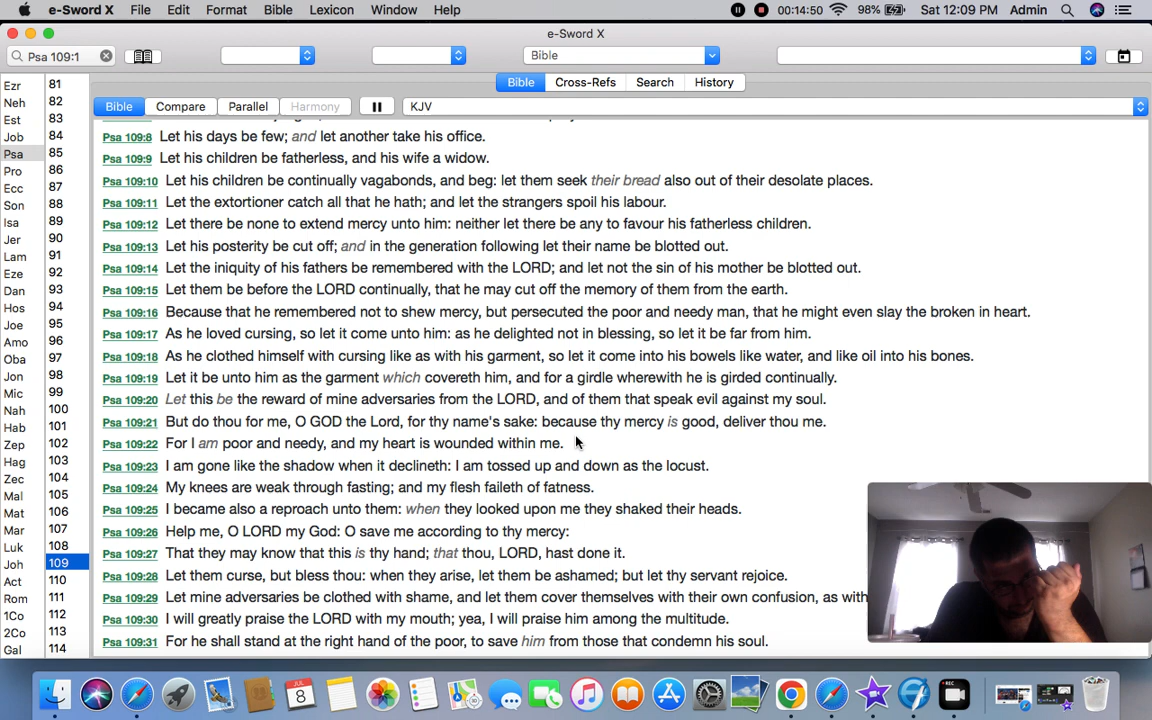 e-Sword X File Edit Format Bible Lexicon Window Help 00:14:50 98% Sat 12:09 PM Admin
e-Sword X
Psa 109:1 Bible
Bible Cross-Refs Search History
Bible Compare Parallel Harmony KJV
Ezr 81
Neh 82
Est 83
Job 84
Psa 85
Pro 86
Ecc 87
Son 88
Isa 89
Jer 90
Lam 91
Eze 92
Dan 93
Hos 94
Joe 95
Amo 96
Oba 97
Jon 98
Mic 99
Nah 100
Hab 101
Zep 102
Hag 103
Zec 104
Mal 105
Mat 106
Mar 107
Luk 108
Joh 109
Act 110
Rom 111
1Co 112
2Co 113
Gal 114
Psa 109:8 Let his days be few; and let another take his office.
Psa 109:9 Let his children be fatherless, and his wife a widow.
Psa 109:10 Let his children be continually vagabonds, and beg: let them seek their bread also out of their desolate places.
Psa 109:11 Let the extortioner catch all that he hath; and let the strangers spoil his labour.
Psa 109:12 Let there be none to extend mercy unto him: neither let there be any to favour his fatherless children.
Psa 109:13 Let his posterity be cut off; and in the generation following let their name be blotted out.
Psa 109:14 Let the iniquity of his fathers be remembered with the LORD; and let not the sin of his mother be blotted out.
Psa 109:15 Let them be before the LORD continually, that he may cut off the memory of them from the earth.
Psa 109:16 Because that he remembered not to shew mercy, but persecuted the poor and needy man, that he might even slay the broken in heart.
Psa 109:17 As he loved cursing, so let it come unto him: as he delighted not in blessing, so let it be far from him.
Psa 109:18 As he clothed himself with cursing like as with his garment, so let it come into his bowels like water, and like oil into his bones.
Psa 109:19 Let it be unto him as the garment which covereth him, and for a girdle wherewith he is girded continually.
Psa 109:20 Let this be the reward of mine adversaries from the LORD, and of them that speak evil against my soul.
Psa 109:21 But do thou for me, O GOD the Lord, for thy name's sake: because thy mercy is good, deliver thou me.
Psa 109:22 For I am poor and needy, and my heart is wounded within me.
Psa 109:23 I am gone like the shadow when it declineth: I am tossed up and down as the locust.
Psa 109:24 My knees are weak through fasting; and my flesh faileth of fatness.
Psa 109:25 I became also a reproach unto them: when they looked upon me they shaked their heads.
Psa 109:26 Help me, O LORD my God: O save me according to thy mercy:
Psa 109:27 That they may know that this is thy hand; that thou, LORD, hast done it.
Psa 109:28 Let them curse, but bless thou: when they arise, let them be ashamed; but let thy servant rejoice.
Psa 109:29 Let mine adversaries be clothed with shame, and let them cover themselves with their own confusion, as with
Psa 109:30 I will greatly praise the LORD with my mouth; yea, I will praise him among the multitude.
Psa 109:31 For he shall stand at the right hand of the poor, to save him from those that condemn his soul.
JUL
8
REC